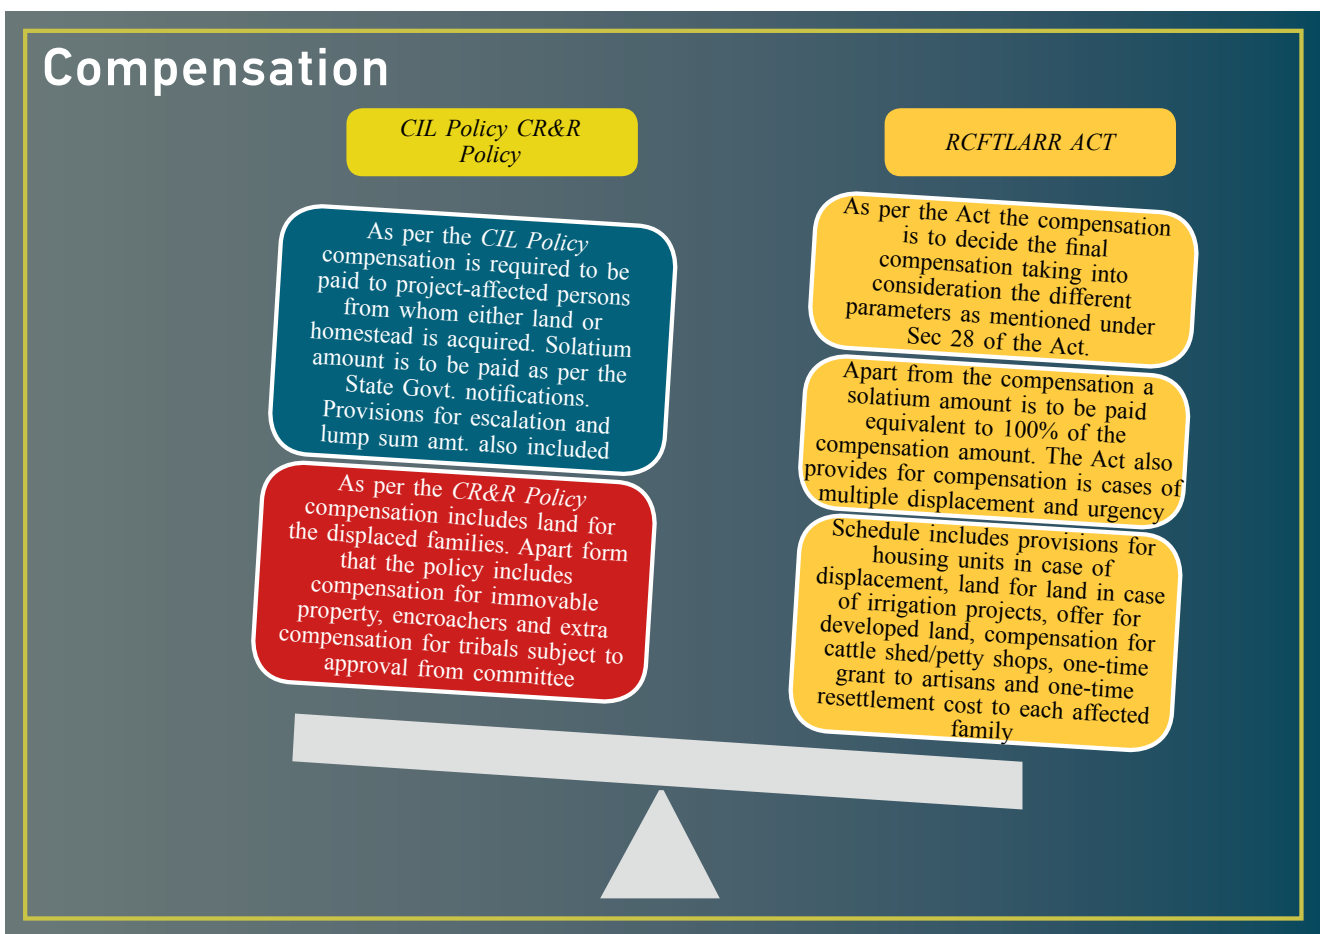 Compensation
CIL Policy CR&R
Policy
As per the CIL Policy
compensation is required to be
paid to project-affected persons
from whom either land or
homestead is acquired. Solatium
amount is to be paid as per the
State Govt. notifications.
Provisions for escalation and
lump sum amt. also included
As per the CR&R Policy
compensation includes land for
the displaced families. Apart form
that the policy includes
compensation for immovable
property, encroachers and extra
compensation for tribals subject to
approval from committee
RCFTLARR ACT
As per the Act the compensation
is to decide the final
compensation taking into
consideration the different
parameters as mentioned under
Sec 28 of the Act.
Apart from the compensation a
solatium amount is to be paid
equivalent to 100% of the
compensation amount. The Act also
provides for compensation is cases of
multiple displacement and urgency
Schedule includes provisions for
housing units in case of
displacement, land for land in case
of irrigation projects, offer for
developed land, compensation for
cattle shed/petty shops, one-time
grant to artisans and one-time
resettlement cost to each affected
family